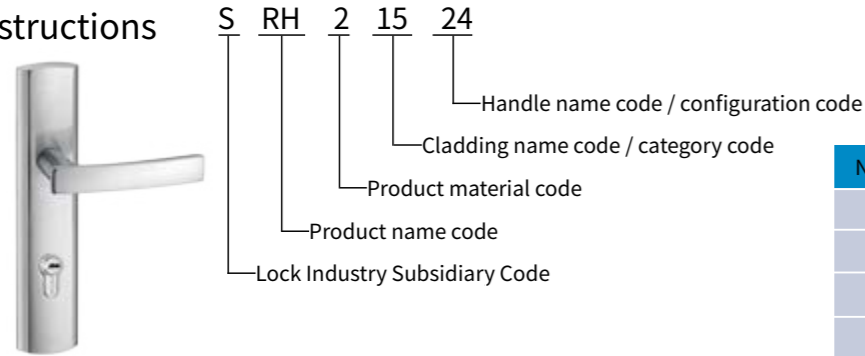 structions
S RH 2 15 24
Handle name code / configuration code
Cladding name code / category code
Product material code
Product name code
Lock Industry Subsidiary Code
N